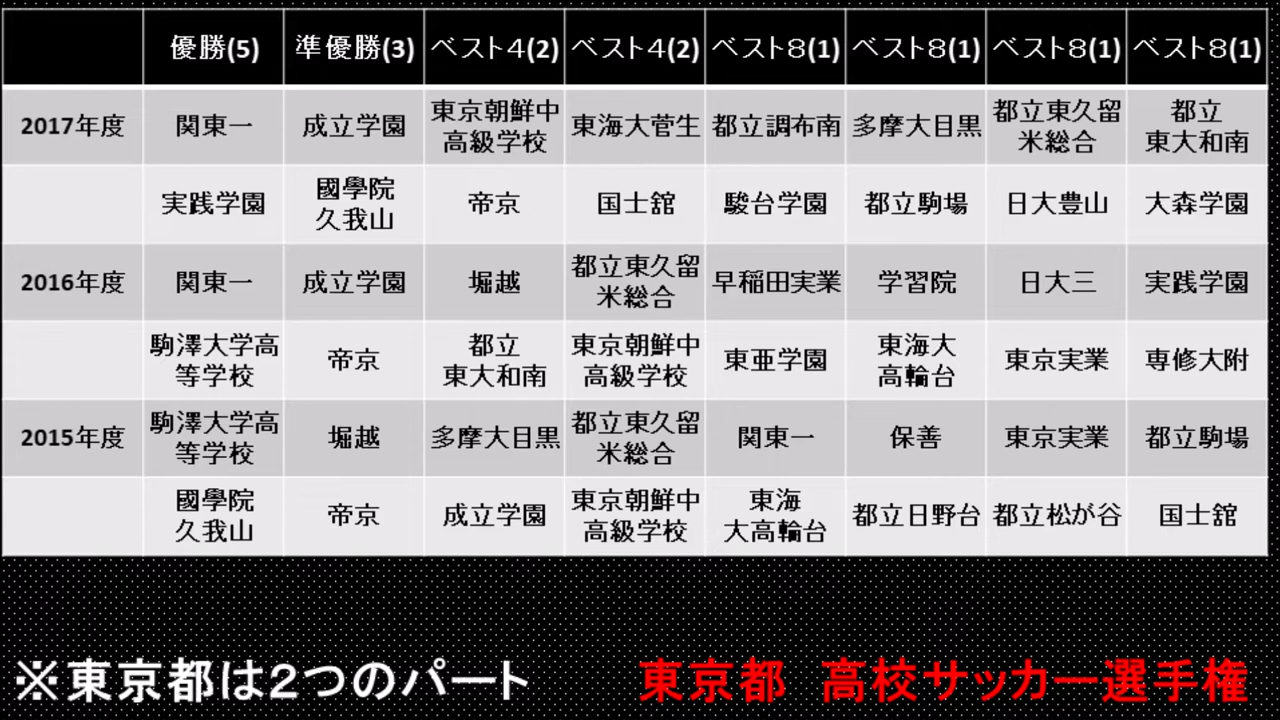 優勝(5) 準優勝(3) ベスト4(2) ベスト4(2) ベスト8(1) ベスト8(1) ベスト8(1) ベスト8(1)
2017年度 関東一 成立学園 東京朝鮮中高級学校 東海大菅生 都立調布南 多摩大目黒 都立東久留米総合 都立東大和南
実践学園 國學院久我山 帝京 国士舘 駿台学園 都立駒場 日大豊山 大森学園
2016年度 関東一 成立学園 堀越 都立東久留米総合 早稲田実業 学習院 日大三 実践学園
駒澤大学高等学校 帝京 都立東大和南 東京朝鮮中高級学校 東亜学園 東海大高輪台 東京実業 専修大附
2015年度 駒澤大学高等学校 堀越 多摩大目黒 都立東久留米総合 関東一 保善 東京実業 都立駒場
國學院久我山 帝京 成立学園 東京朝鮮中高級学校 東海大高輪台 都立日野台 都立松が谷 国士舘
※東京都は2つのパート 東京都 高校サッカー選手権